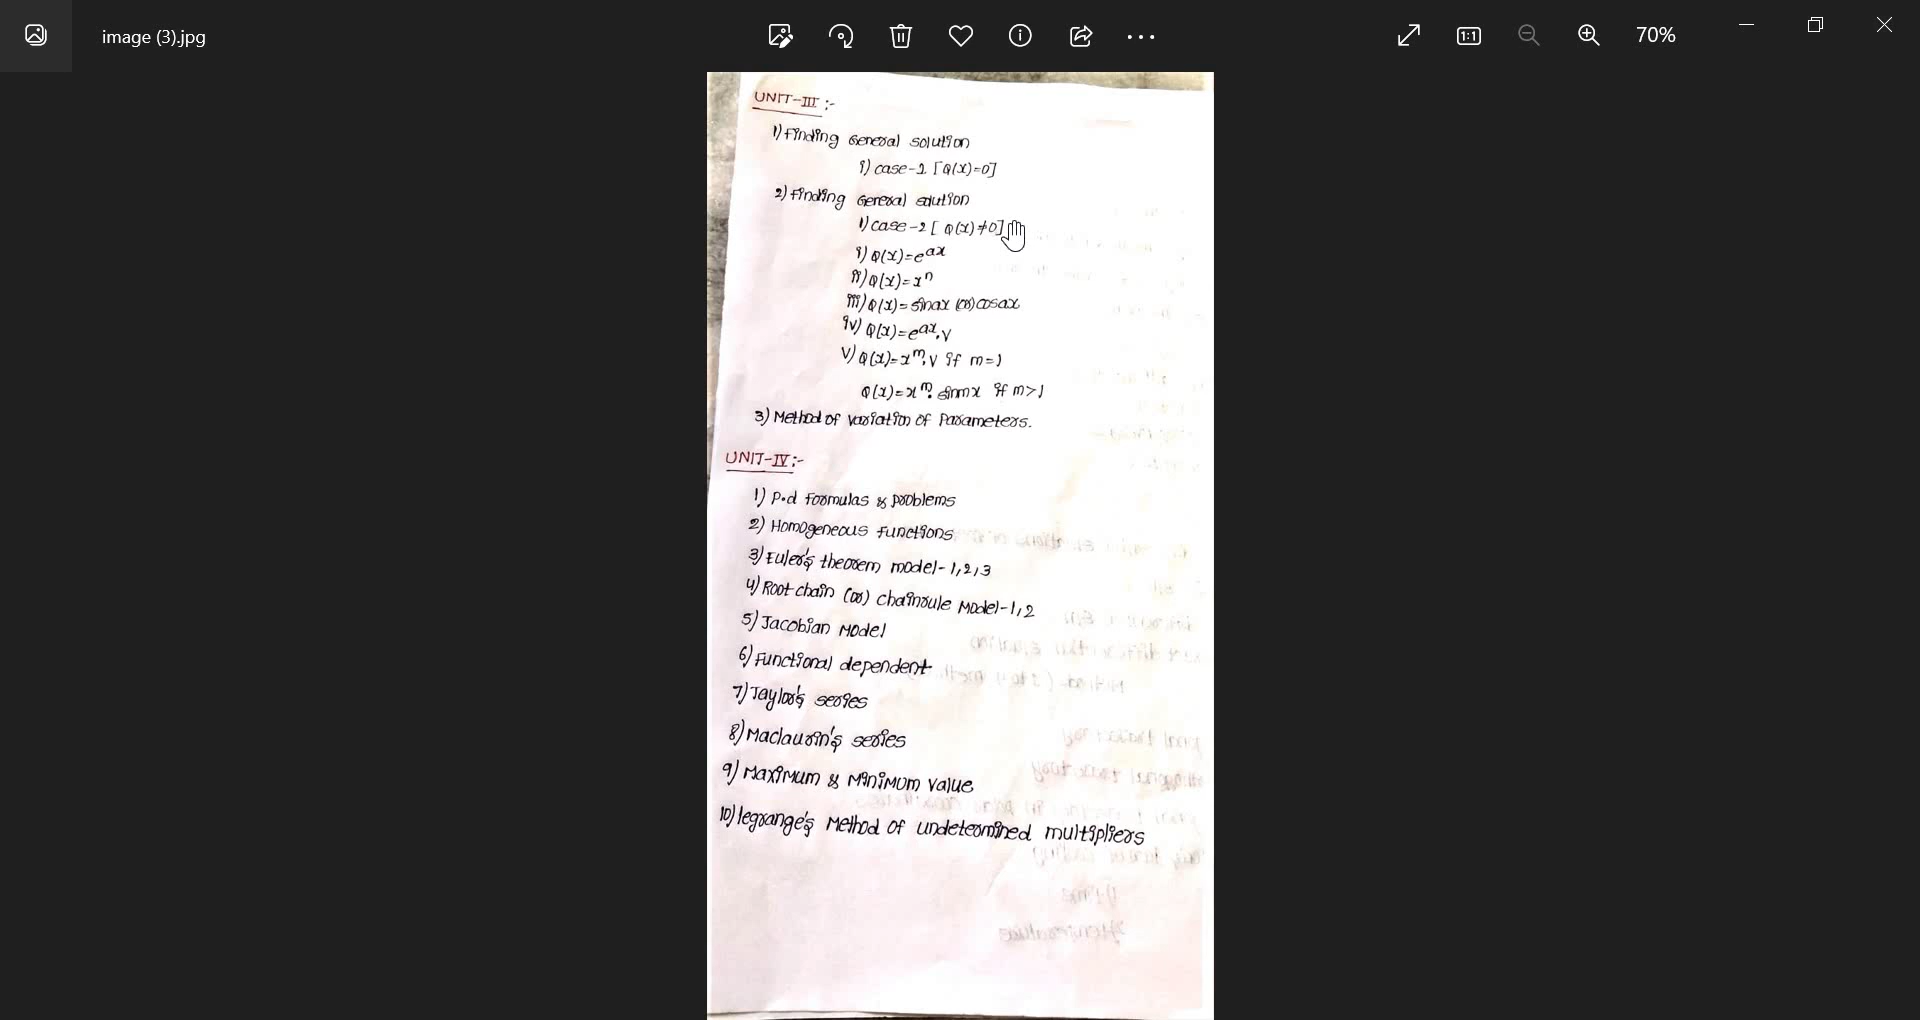 image (3).jpg
70%
UNIT-III :-
1) Finding General solution
i) case-1 [Q(x)=0]
2) Finding General solution
1) case-2 [ Q(x)≠0]
i) Q(x)=e^ax
ii) Q(x)=x^n
iii) Q(x)=sinax (or) cosax
iv) Q(x)=e^ax.v
v) Q(x)=x^m.v if m=1
Q(x)=x^m. sinmx if m>1
3) Method of Variation of Parameters.
UNIT-IV:-
1) P.d Formulas & problems
2) Homogeneous Functions
3) Euler's theorem model-1,2,3
4) Root chain (or) chainrule Model-1,2
5) Jacobian Model
6) Functional dependent
7) Taylor's series
8) Maclaurin's series
9) Maximum & Minimum value
10) legrange's Method of undetermined multipliers